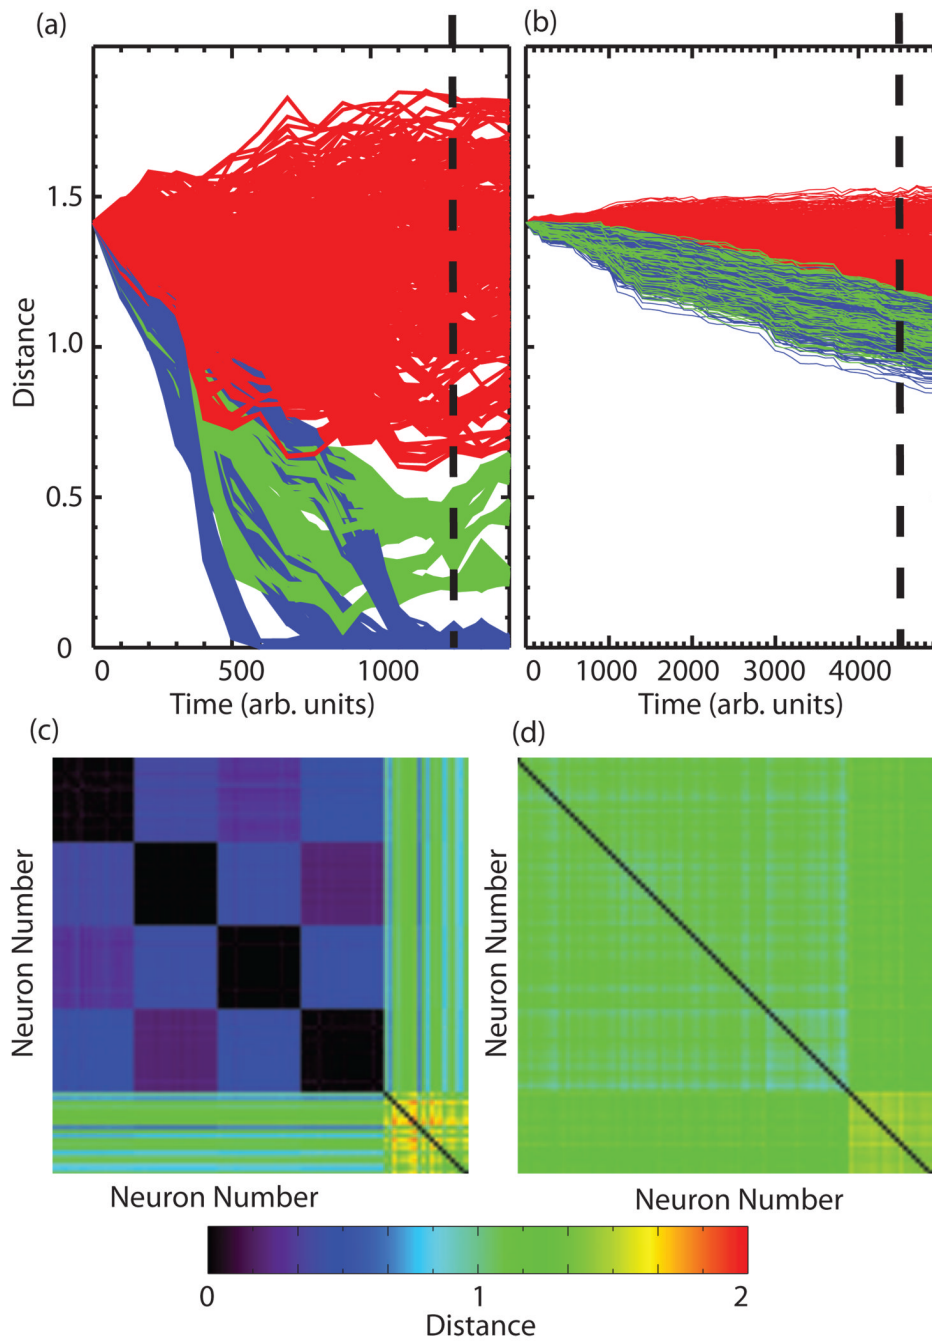 (a)
(b)
1.5
1.0
0.5
0
Distance
0 500 1000
0 1000 2000 3000 4000
Time (arb. units)
Time (arb. units)
(c)
(d)
Neuron Number
Neuron Number
Neuron Number
Neuron Number
0 1 2
Distance